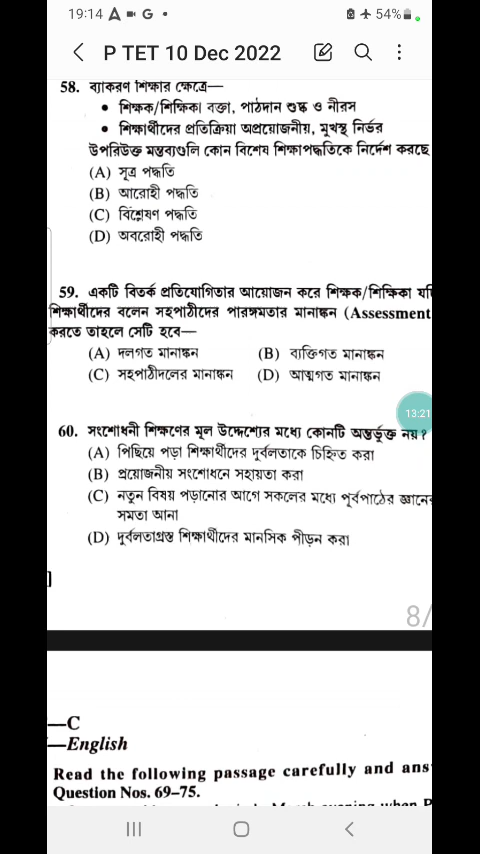 19:14 A G •
54%
P TET 10 Dec 2022
58. ব্যাকরণ শিক্ষার ক্ষেত্রে—
• শিক্ষক/শিক্ষিকা বক্তা, পাঠদান শুষ্ক ও নীরস
• শিক্ষার্থীদের প্রতিক্রিয়া অপ্রয়োজনীয়, মুখস্থ নির্ভর
উপরিউক্ত মন্তব্যগুলি কোন বিশেষ শিক্ষাপদ্ধতিকে নির্দেশ করছে
(A) সূত্র পদ্ধতি
(B) আরোহী পদ্ধতি
(C) বিশ্লেষণ পদ্ধতি
(D) অবরোহী পদ্ধতি
59. একটি বিতর্ক প্রতিযোগিতার আয়োজন করে শিক্ষক/শিক্ষিকা যদি
শিক্ষার্থীদের বলেন সহপাঠীদের পারঙ্গমতার মানাঙ্কন (Assessment
করতে তাহলে সেটি হবে—
(A) দলগত মানাঙ্কন (B) ব্যক্তিগত মানাঙ্কন
(C) সহপাঠীদলের মানাঙ্কন (D) আত্মগত মানাঙ্কন
13:21
60. সংশোধনী শিক্ষণের মূল উদ্দেশ্যের মধ্যে কোনটি অন্তর্ভুক্ত নয়?
(A) পিছিয়ে পড়া শিক্ষার্থীদের দুর্বলতাকে চিহ্নিত করা
(B) প্রয়োজনীয় সংশোধনে সহায়তা করা
(C) নতুন বিষয় পড়ানোর আগে সকলের মধ্যে পূর্বপাঠের জ্ঞানের
সমতা আনা
(D) দুর্বলতাগ্রস্ত শিক্ষার্থীদের মানসিক পীড়ন করা
]
8/
—C
—English
Read the following passage carefully and ans
Question Nos. 69–75.